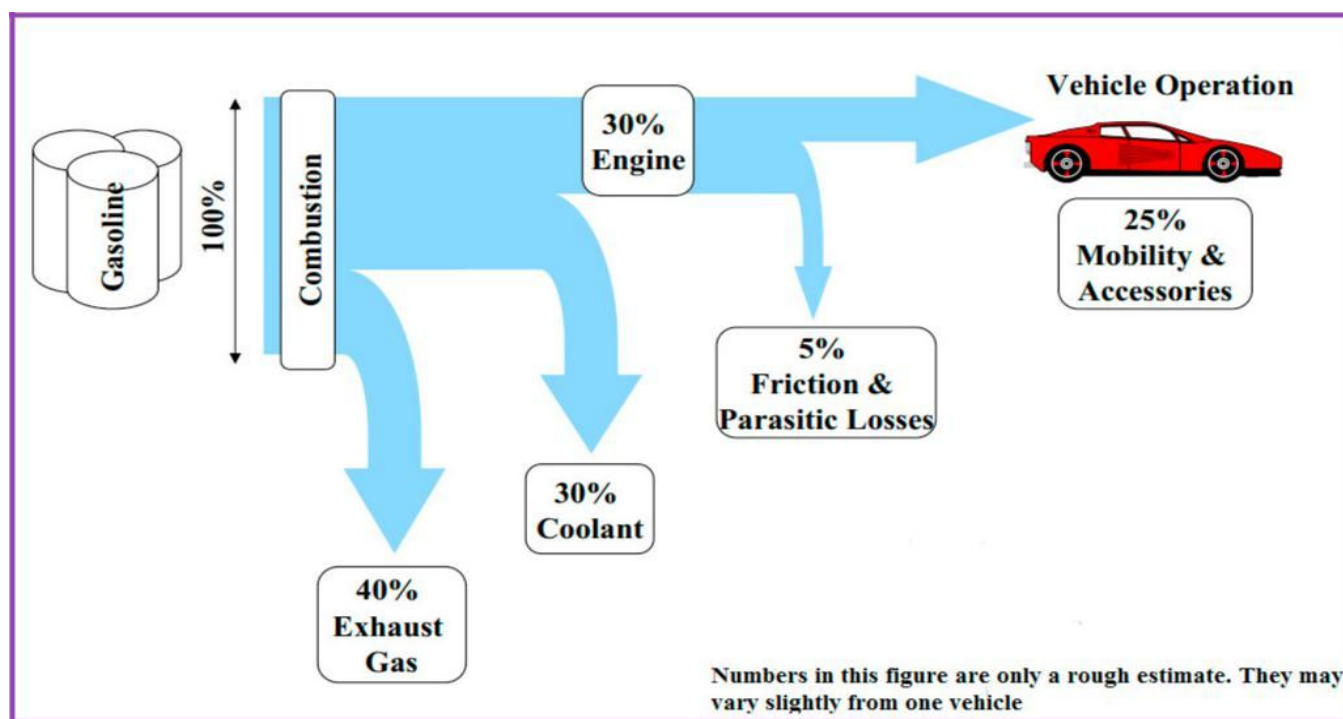 Gasoline
100%
Combustion
30%
Engine
Vehicle Operation
25%
Mobility &
Accessories
5%
Friction &
Parasitic Losses
30%
Coolant
40%
Exhaust
Gas
Numbers in this figure are only a rough estimate. They may
vary slightly from one vehicle